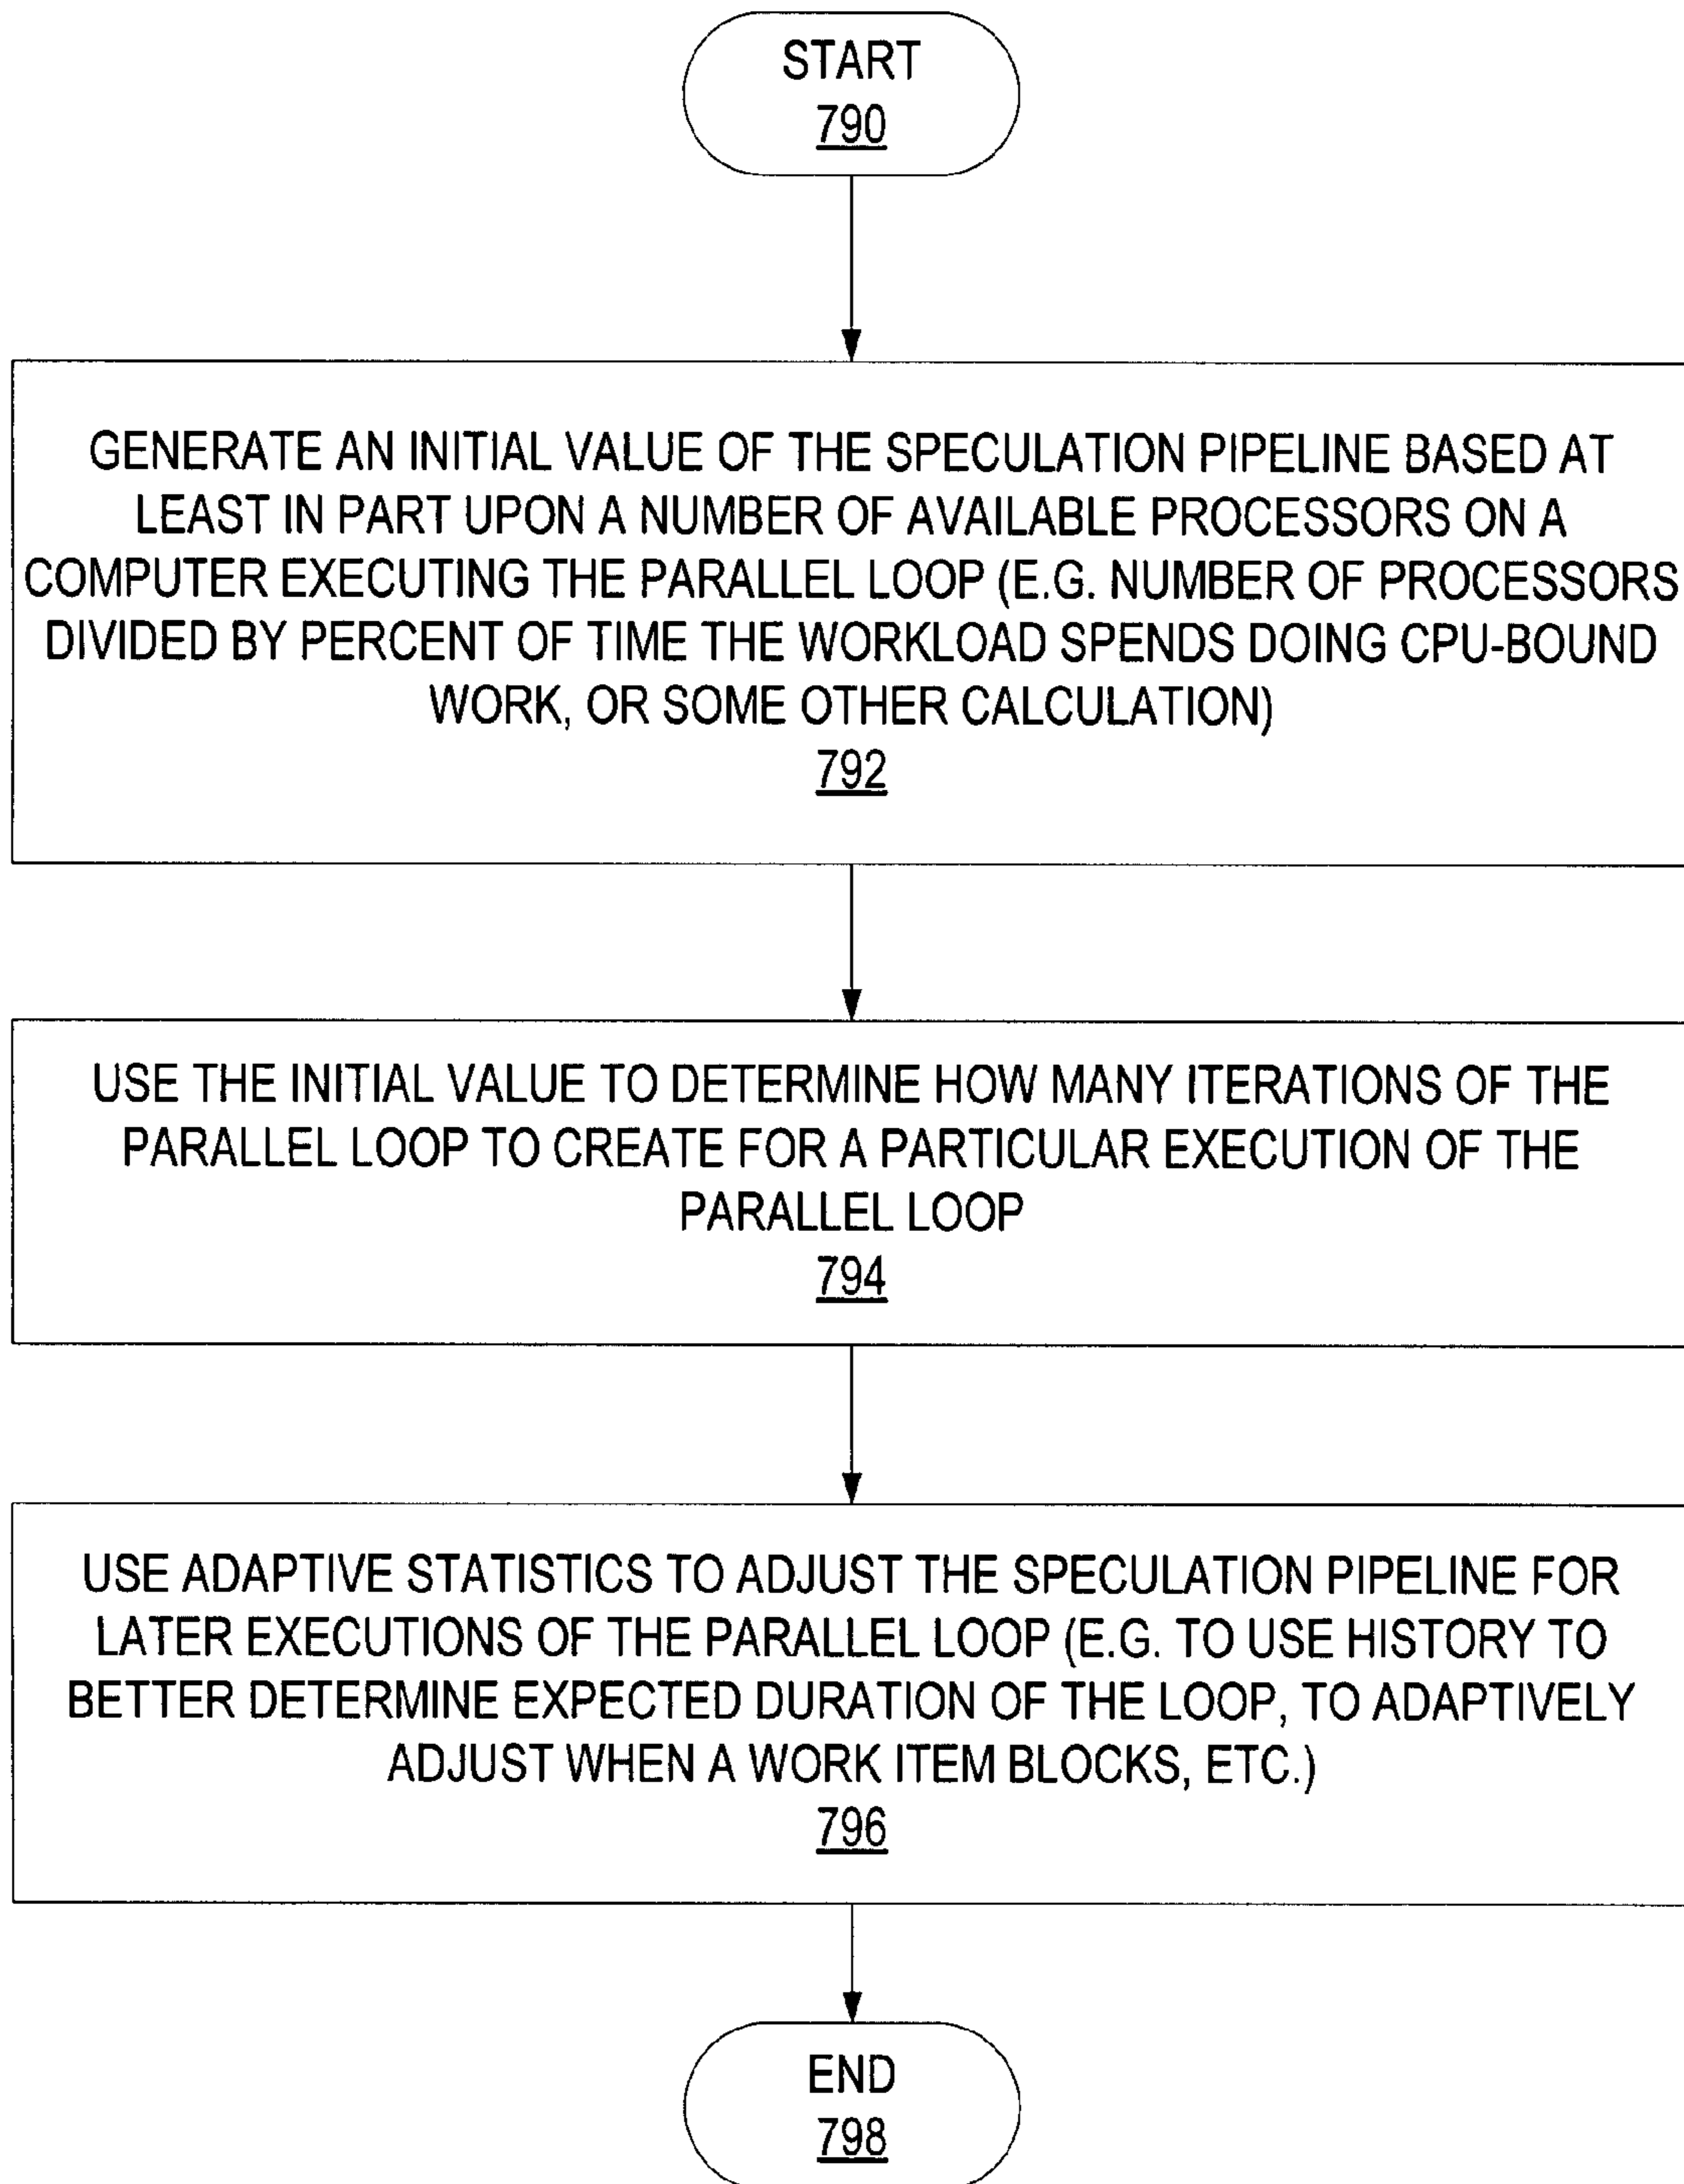 START
790
GENERATE AN INITIAL VALUE OF THE SPECULATION PIPELINE BASED AT
LEAST IN PART UPON A NUMBER OF AVAILABLE PROCESSORS ON A
COMPUTER EXECUTING THE PARALLEL LOOP (E.G. NUMBER OF PROCESSORS
DIVIDED BY PERCENT OF TIME THE WORKLOAD SPENDS DOING CPU-BOUND
WORK, OR SOME OTHER CALCULATION)
792
USE THE INITIAL VALUE TO DETERMINE HOW MANY ITERATIONS OF THE
PARALLEL LOOP TO CREATE FOR A PARTICULAR EXECUTION OF THE
PARALLEL LOOP
794
USE ADAPTIVE STATISTICS TO ADJUST THE SPECULATION PIPELINE FOR
LATER EXECUTIONS OF THE PARALLEL LOOP (E.G. TO USE HISTORY TO
BETTER DETERMINE EXPECTED DURATION OF THE LOOP, TO ADAPTIVELY
ADJUST WHEN A WORK ITEM BLOCKS, ETC.)
796
END
798